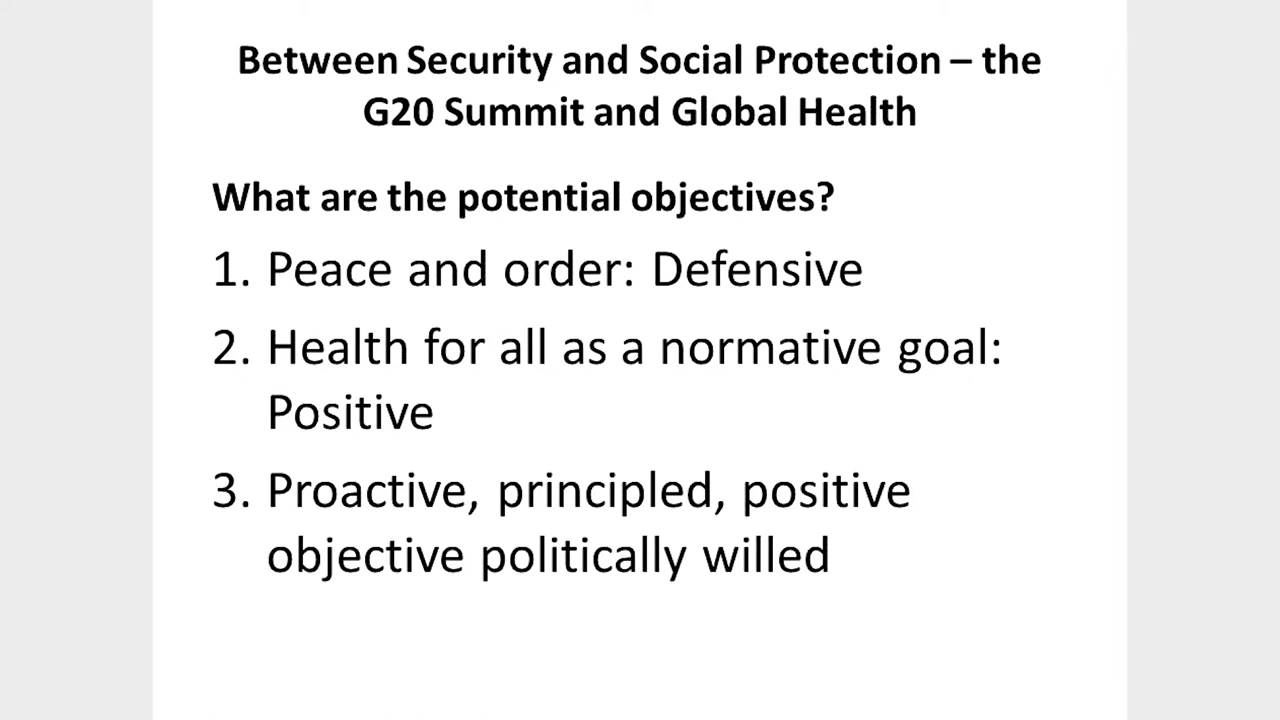 Between Security and Social Protection – the
G20 Summit and Global Health
What are the potential objectives?
1. Peace and order: Defensive
2. Health for all as a normative goal:
Positive
3. Proactive, principled, positive
objective politically willed